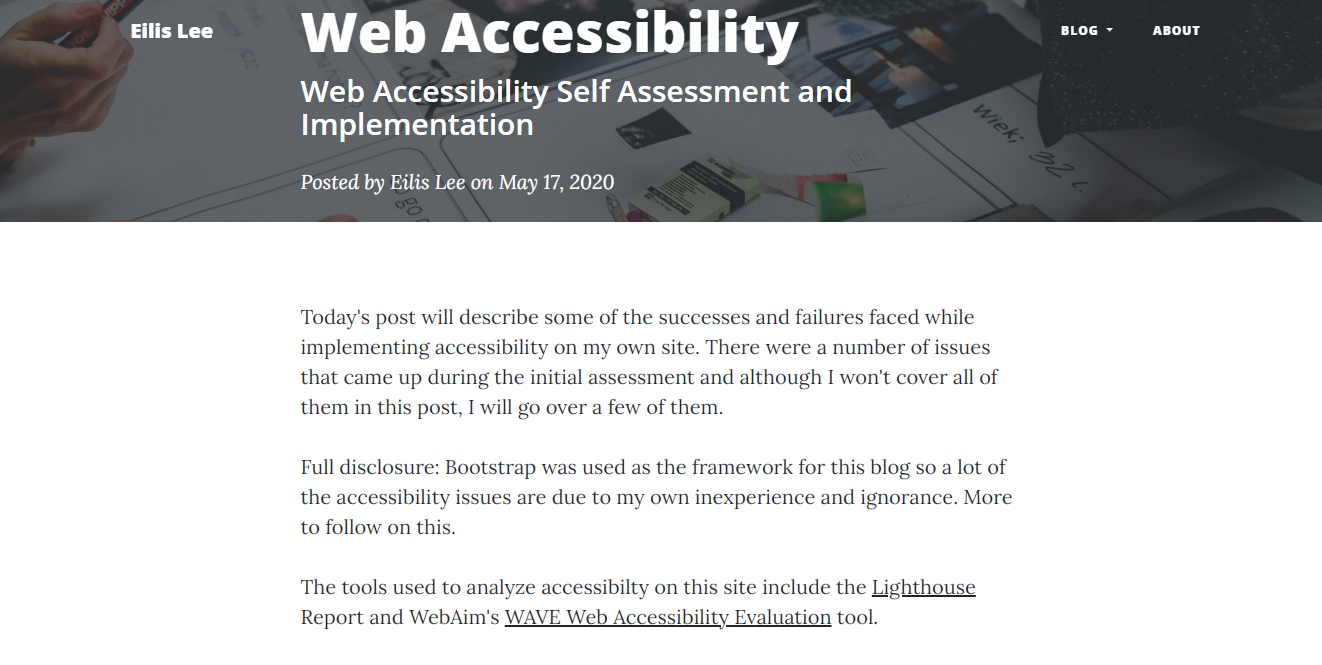 Eilis Lee
BLOG
ABOUT
Web Accessibility
Web Accessibility Self Assessment and
Implementation
Posted by Eilis Lee on May 17, 2020
Wiek; 32 l.
Today's post will describe some of the successes and failures faced while
implementing accessibility on my own site. There were a number of issues
that came up during the initial assessment and although I won't cover all of
them in this post, I will go over a few of them.
Full disclosure: Bootstrap was used as the framework for this blog so a lot of
the accessibility issues are due to my own inexperience and ignorance. More
to follow on this.
The tools used to analyze accessibilty on this site include the Lighthouse
Report and WebAim's WAVE Web Accessibility Evaluation tool.